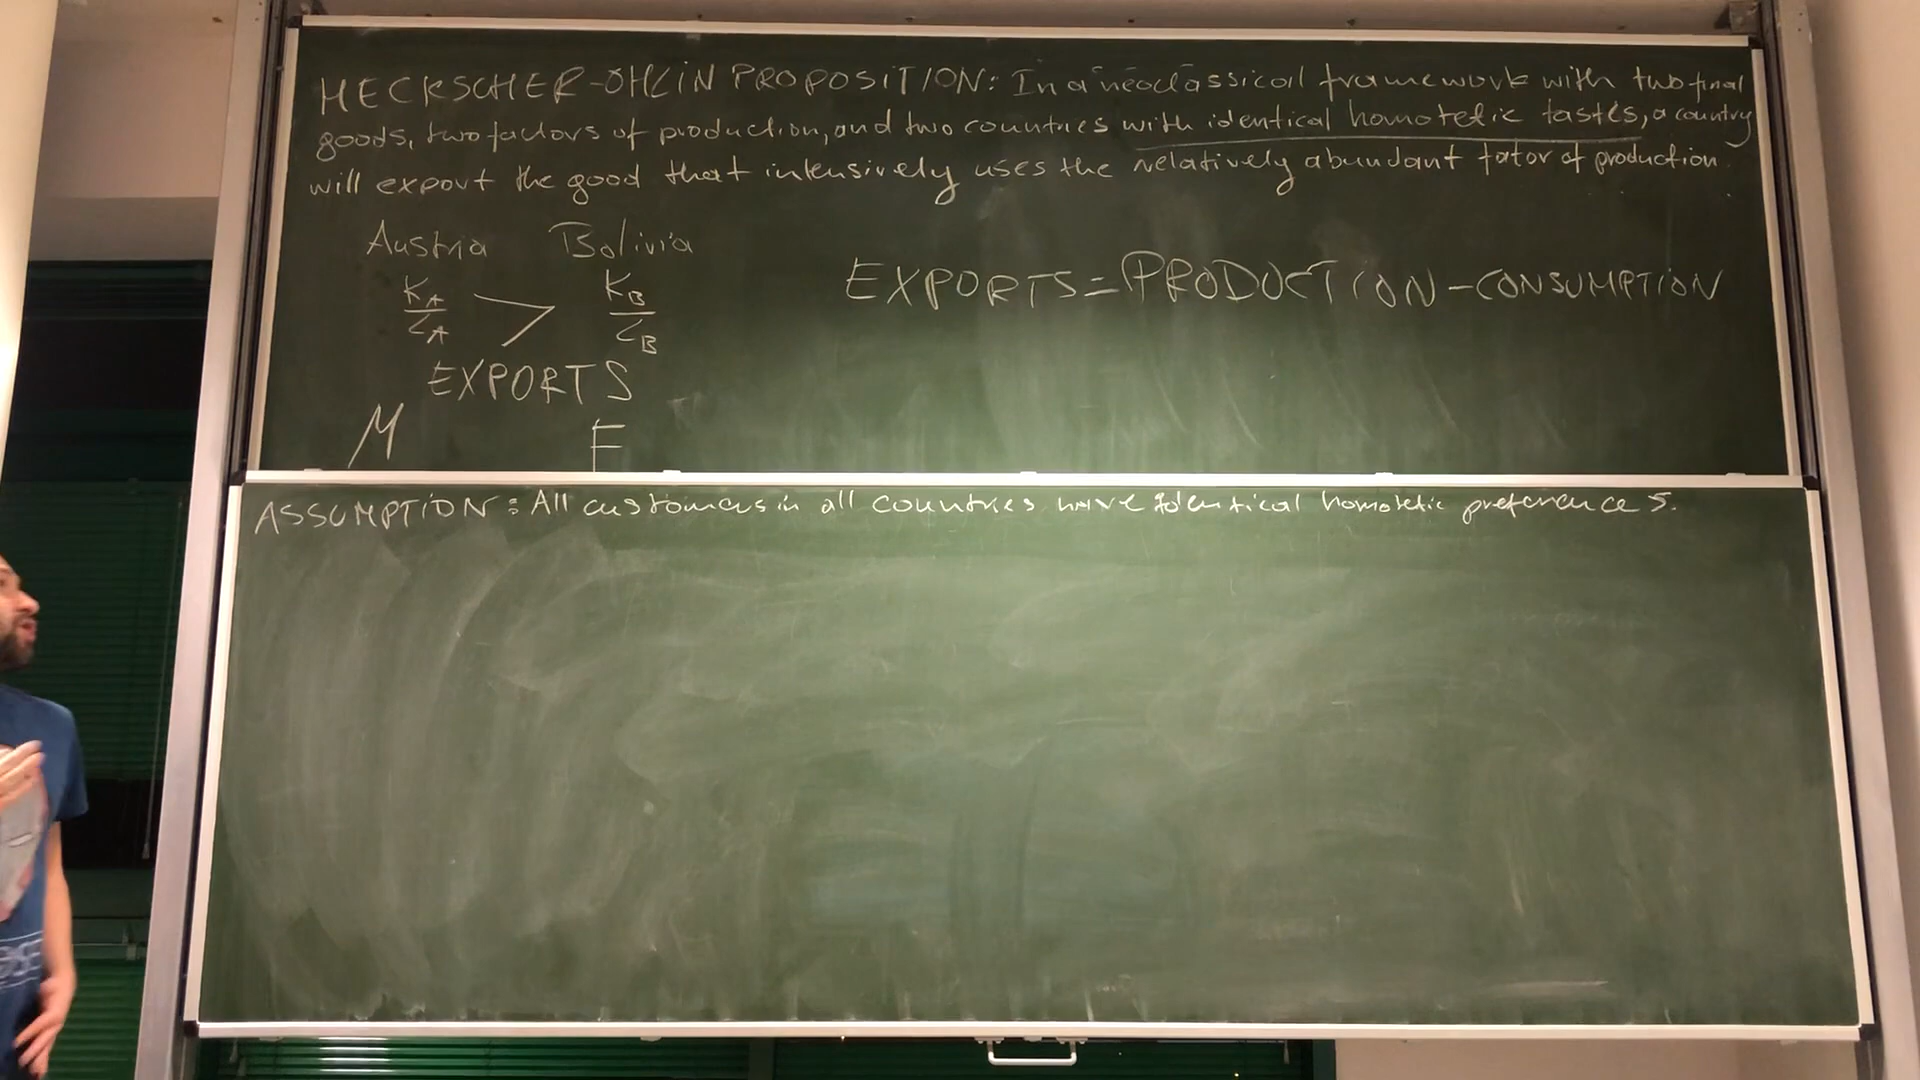 HECKSCHER-OHLIN PROPOSITION: In a neoclassical framework with two final
goods, two factors of production, and two countries with identical homotetic tastes, a country
will export the good that intensively uses the relatively abundant fator of production.
Austria Bolivia
K_A/L_A > K_B/L_B
EXPORTS = PRODUCTION - CONSUMPTION
EXPORTS
M F
ASSUMPTION: All customers in all countries have identical homotetic preferences.